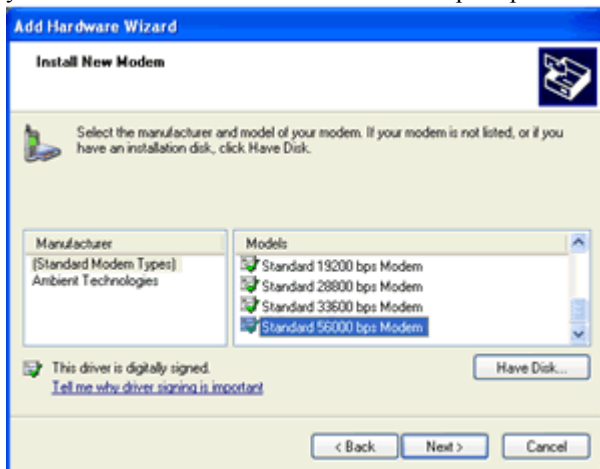 Add Hardware Wizard
Install New Modem
Select the manufacturer and model of your modem. If your modem is not listed, or if you
have an installation disk, click Have Disk.
Manufacturer
(Standard Modem Types)
Ambient Technologies
Models
Standard 19200 bps Modem
Standard 28800 bps Modem
Standard 33600 bps Modem
Standard 56000 bps Modem
This driver is digitally signed.
Tell me why driver signing is important
Have Disk...
< Back
Next >
Cancel